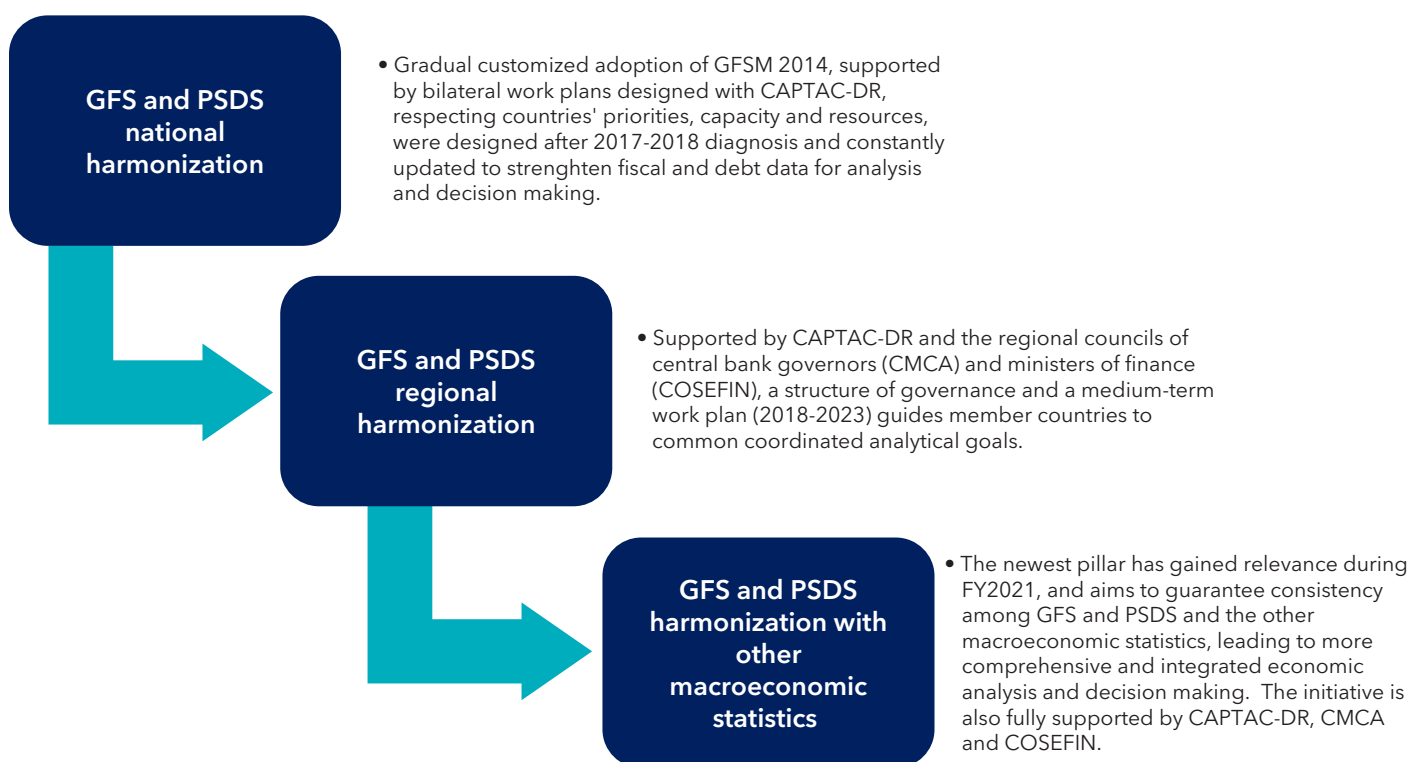 GFS and PSDS
national
harmonization
• Gradual customized adoption of GFSM 2014, supported
by bilateral work plans designed with CAPTAC-DR,
respecting countries' priorities, capacity and resources,
were designed after 2017-2018 diagnosis and constantly
updated to strenghten fiscal and debt data for analysis
and decision making.
GFS and PSDS
regional
harmonization
• Supported by CAPTAC-DR and the regional councils of
central bank governors (CMCA) and ministers of finance
(COSEFIN), a structure of governance and a medium-term
work plan (2018-2023) guides member countries to
common coordinated analytical goals.
GFS and PSDS
harmonization with
other
macroeconomic
statistics
• The newest pillar has gained relevance during
FY2021, and aims to guarantee consistency
among GFS and PSDS and the other
macroeconomic statistics, leading to more
comprehensive and integrated economic
analysis and decision making.  The initiative is
also fully supported by CAPTAC-DR, CMCA
and COSEFIN.